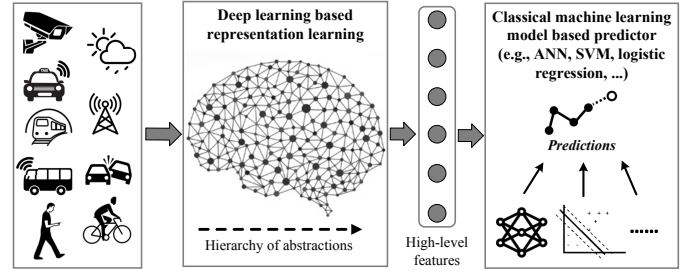 Deep learning based
representation learning
Hierarchy of abstractions
High-level
features
Classical machine learning
model based predictor
(e.g., ANN, SVM, logistic
regression, ...)
Predictions
......